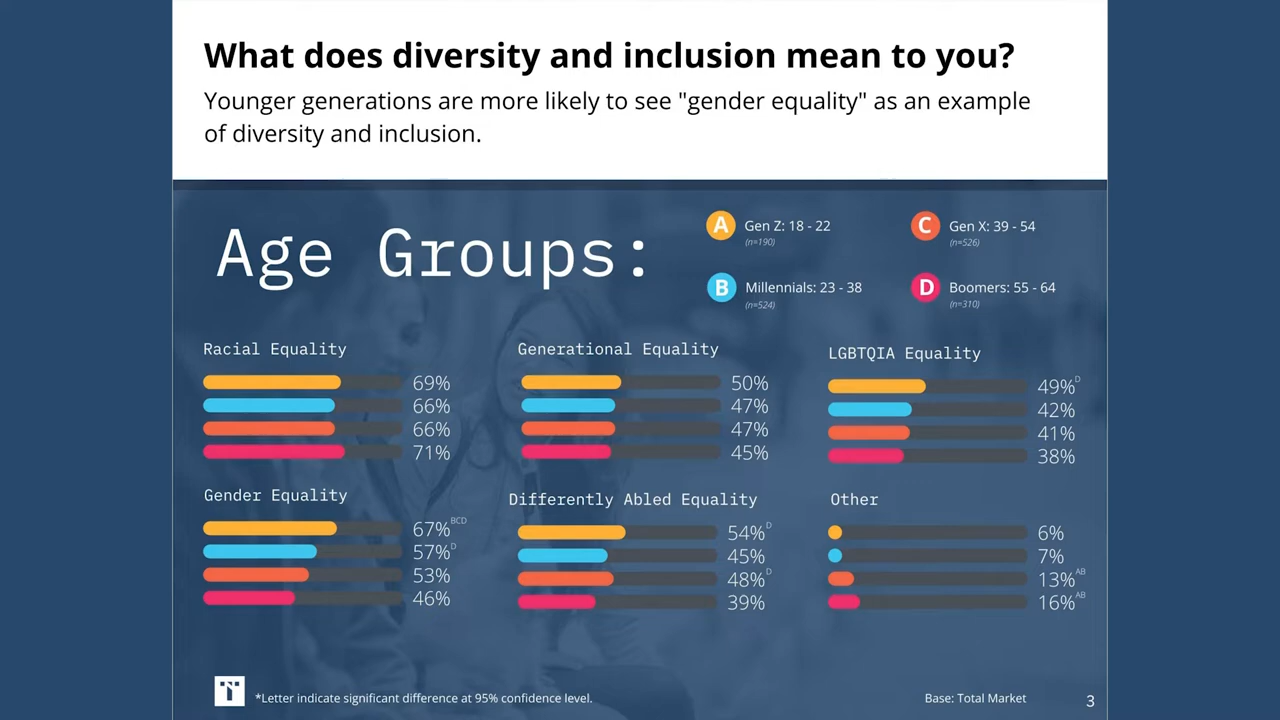 What does diversity and inclusion mean to you?
Younger generations are more likely to see "gender equality" as an example
of diversity and inclusion.
Age Groups:
A Gen Z: 18 - 22
(n=190)
B Millennials: 23 - 38
(n=524)
C Gen X: 39 - 54
(n=526)
D Boomers: 55 - 64
(n=310)
Racial Equality
69%
66%
66%
71%
Generational Equality
50%
47%
47%
45%
LGBTQIA Equality
49%D
42%
41%
38%
Gender Equality
67%BCD
57%D
53%
46%
Differently Abled Equality
54%D
45%
48%D
39%
Other
6%
7%
13%AB
16%AB
T
*Letter indicate significant difference at 95% confidence level.
Base: Total Market
3